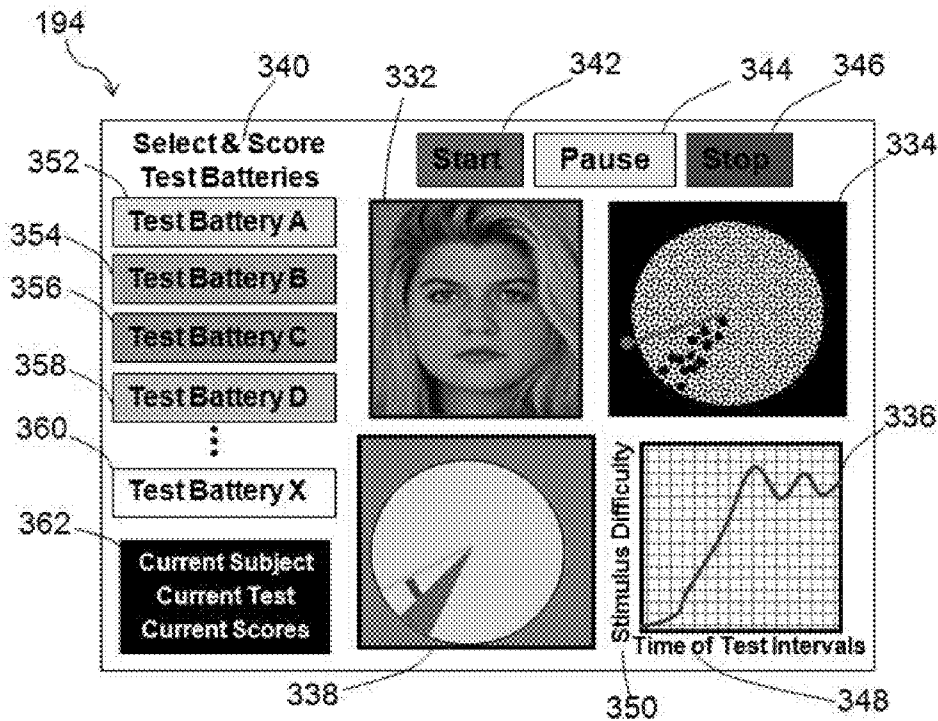 194
340
332
342
344
346
334
Select & Score
Test Batteries
Start
Pause
Stop
352
Test Battery A
354
Test Battery B
356
Test Battery C
358
Test Battery D
360
Test Battery X
362
Current Subject
Current Test
Current Scores
336
Stimulus Difficulty
Time of Test Intervals
338
350
348